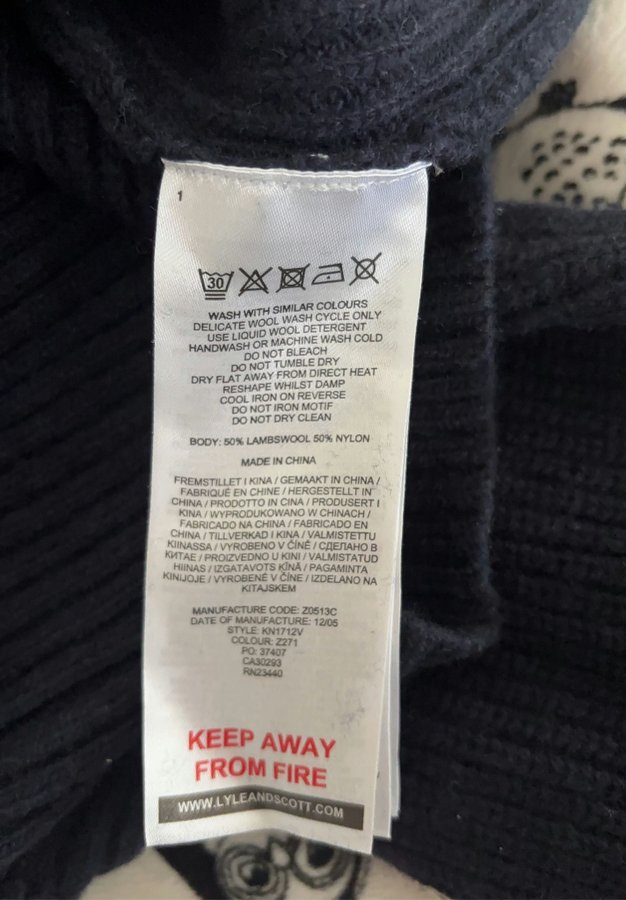 1
30
WASH WITH SIMILAR COLOURS
DELICATE WOOL WASH CYCLE ONLY
USE LIQUID WOOL DETERGENT
HANDWASH OR MACHINE WASH COLD
DO NOT BLEACH
DO NOT TUMBLE DRY
DRY FLAT AWAY FROM DIRECT HEAT
RESHAPE WHILST DAMP
COOL IRON ON REVERSE
DO NOT IRON MOTIF
DO NOT DRY CLEAN
BODY: 50% LAMBSWOOL 50% NYLON
MADE IN CHINA
FREMSTILLET I KINA / GEMAAKT IN CHINA /
FABRIQUÉ EN CHINE / HERGESTELLT IN
CHINA / PRODOTTO IN CINA / PRODUSERT I
KINA / WYPRODUKOWANO W CHINACH /
FABRICADO NA CHINA / FABRICADO EN
CHINA / TILLVERKAD I KINA / VALMISTETTU
KIINASSA / VYROBENO V ČÍNĚ / СДЕЛАНО В
КИТАЕ / PROIZVEDNO U KINI / VALMISTATUD
HIINAS / IZGATAVOTS ĶĪNĀ / PAGAMINTA
KINIJOJE / VYROBENÉ V ČÍNE / IZDELANO NA
KITAJSKEM
MANUFACTURE CODE: Z0513C
DATE OF MANUFACTURE: 12/05
STYLE: KN1712V
COLOUR: Z271
PO: 37407
CA30293
RN23440
KEEP AWAY
FROM FIRE
WWW.LYLEANDSCOTT.COM